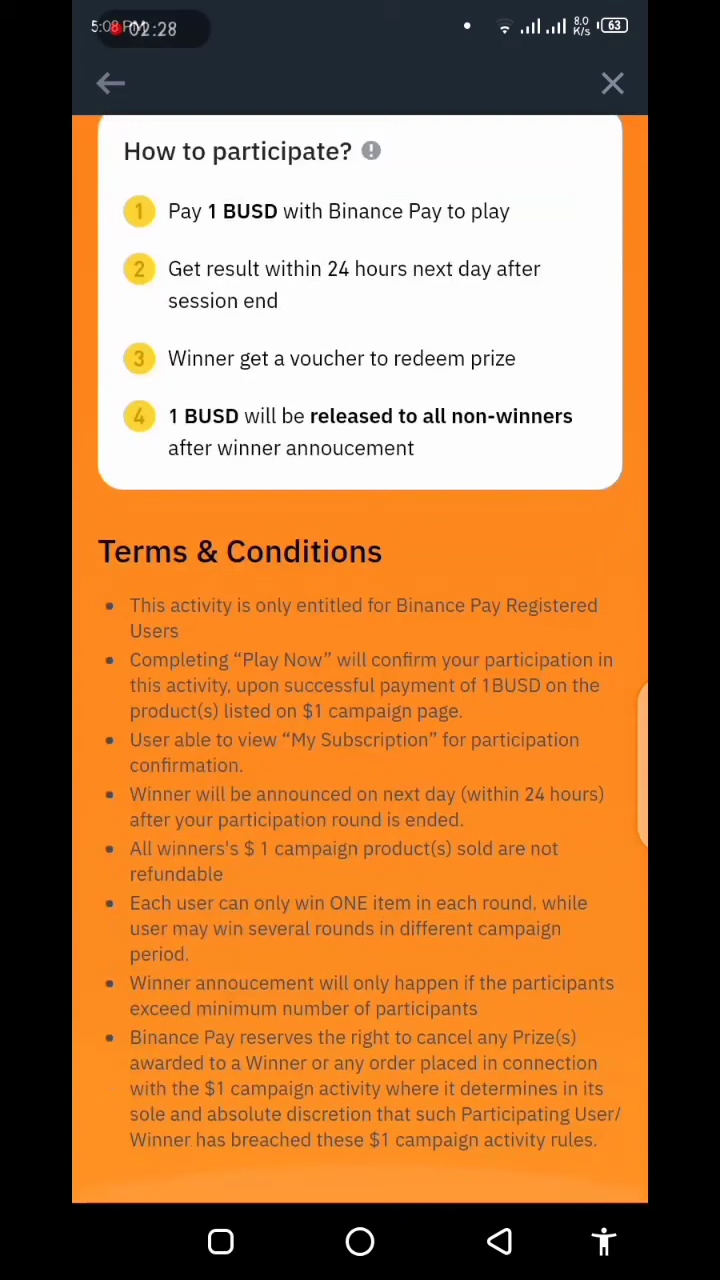 5:08 PM
02:28
8.0
K/s
63
How to participate?
1 Pay 1 BUSD with Binance Pay to play
2 Get result within 24 hours next day after
session end
3 Winner get a voucher to redeem prize
4 1 BUSD will be released to all non-winners
after winner annoucement
Terms & Conditions
• This activity is only entitled for Binance Pay Registered
Users
• Completing “Play Now” will confirm your participation in
this activity, upon successful payment of 1BUSD on the
product(s) listed on $1 campaign page.
• User able to view “My Subscription” for participation
confirmation.
• Winner will be announced on next day (within 24 hours)
after your participation round is ended.
• All winners's $ 1 campaign product(s) sold are not
refundable
• Each user can only win ONE item in each round, while
user may win several rounds in different campaign
period.
• Winner annoucement will only happen if the participants
exceed minimum number of participants
• Binance Pay reserves the right to cancel any Prize(s)
awarded to a Winner or any order placed in connection
with the $1 campaign activity where it determines in its
sole and absolute discretion that such Participating User/
Winner has breached these $1 campaign activity rules.